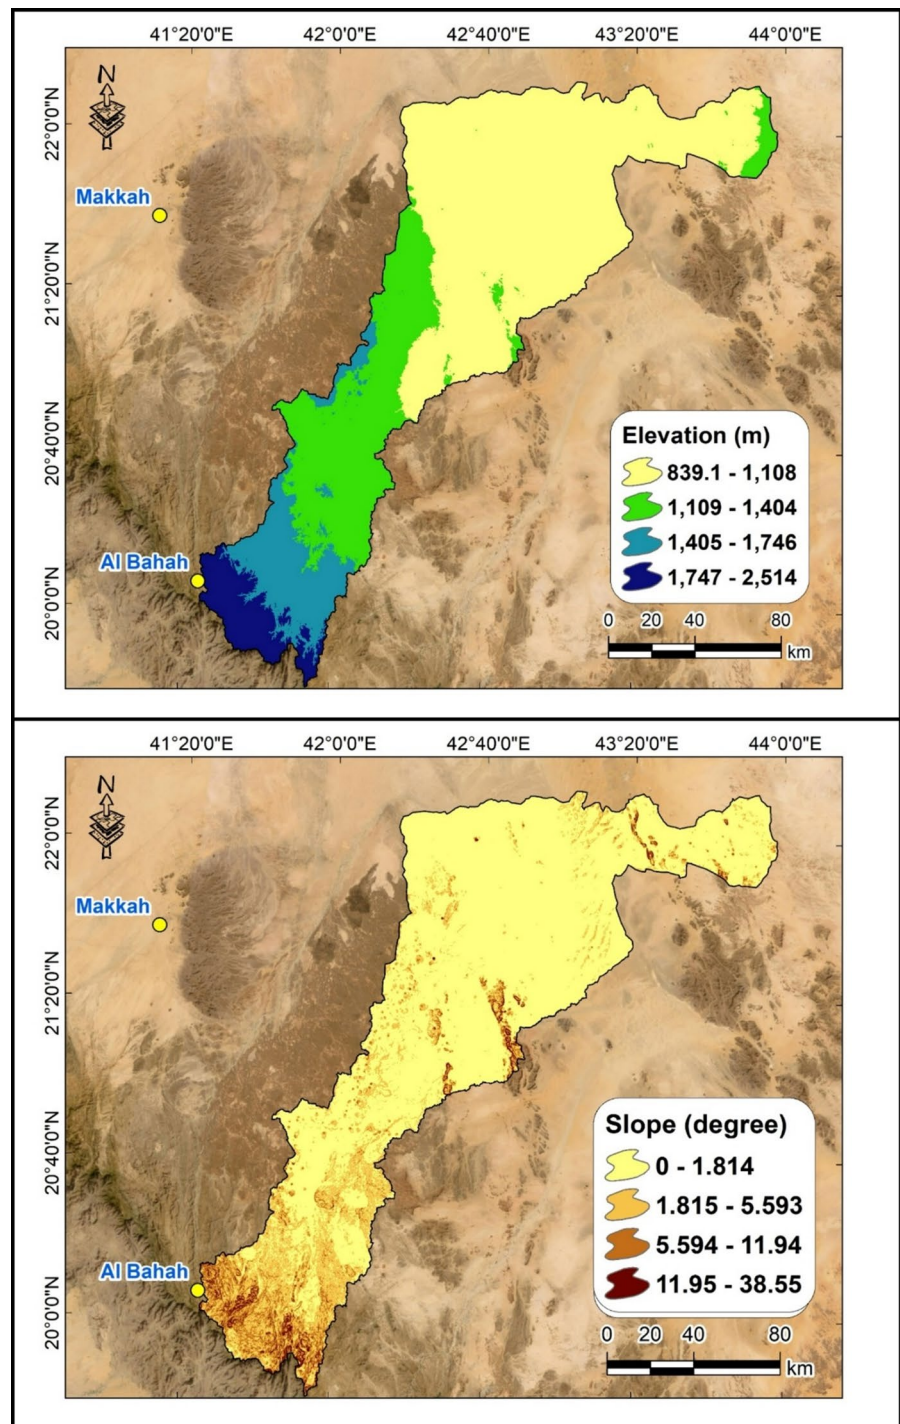 41°20'0"E 42°0'0"E 42°40'0"E 43°20'0"E 44°0'0"E
N
22°0'0"N
Makkah
21°20'0"N
20°40'0"N
Elevation (m)
839.1 - 1,108
1,109 - 1,404
1,405 - 1,746
1,747 - 2,514
Al Bahah
20°0'0"N
0 20 40 80
km
41°20'0"E 42°0'0"E 42°40'0"E 43°20'0"E 44°0'0"E
N
22°0'0"N
Makkah
21°20'0"N
20°40'0"N
Slope (degree)
0 - 1.814
1.815 - 5.593
5.594 - 11.94
11.95 - 38.55
Al Bahah
20°0'0"N
0 20 40 80
km